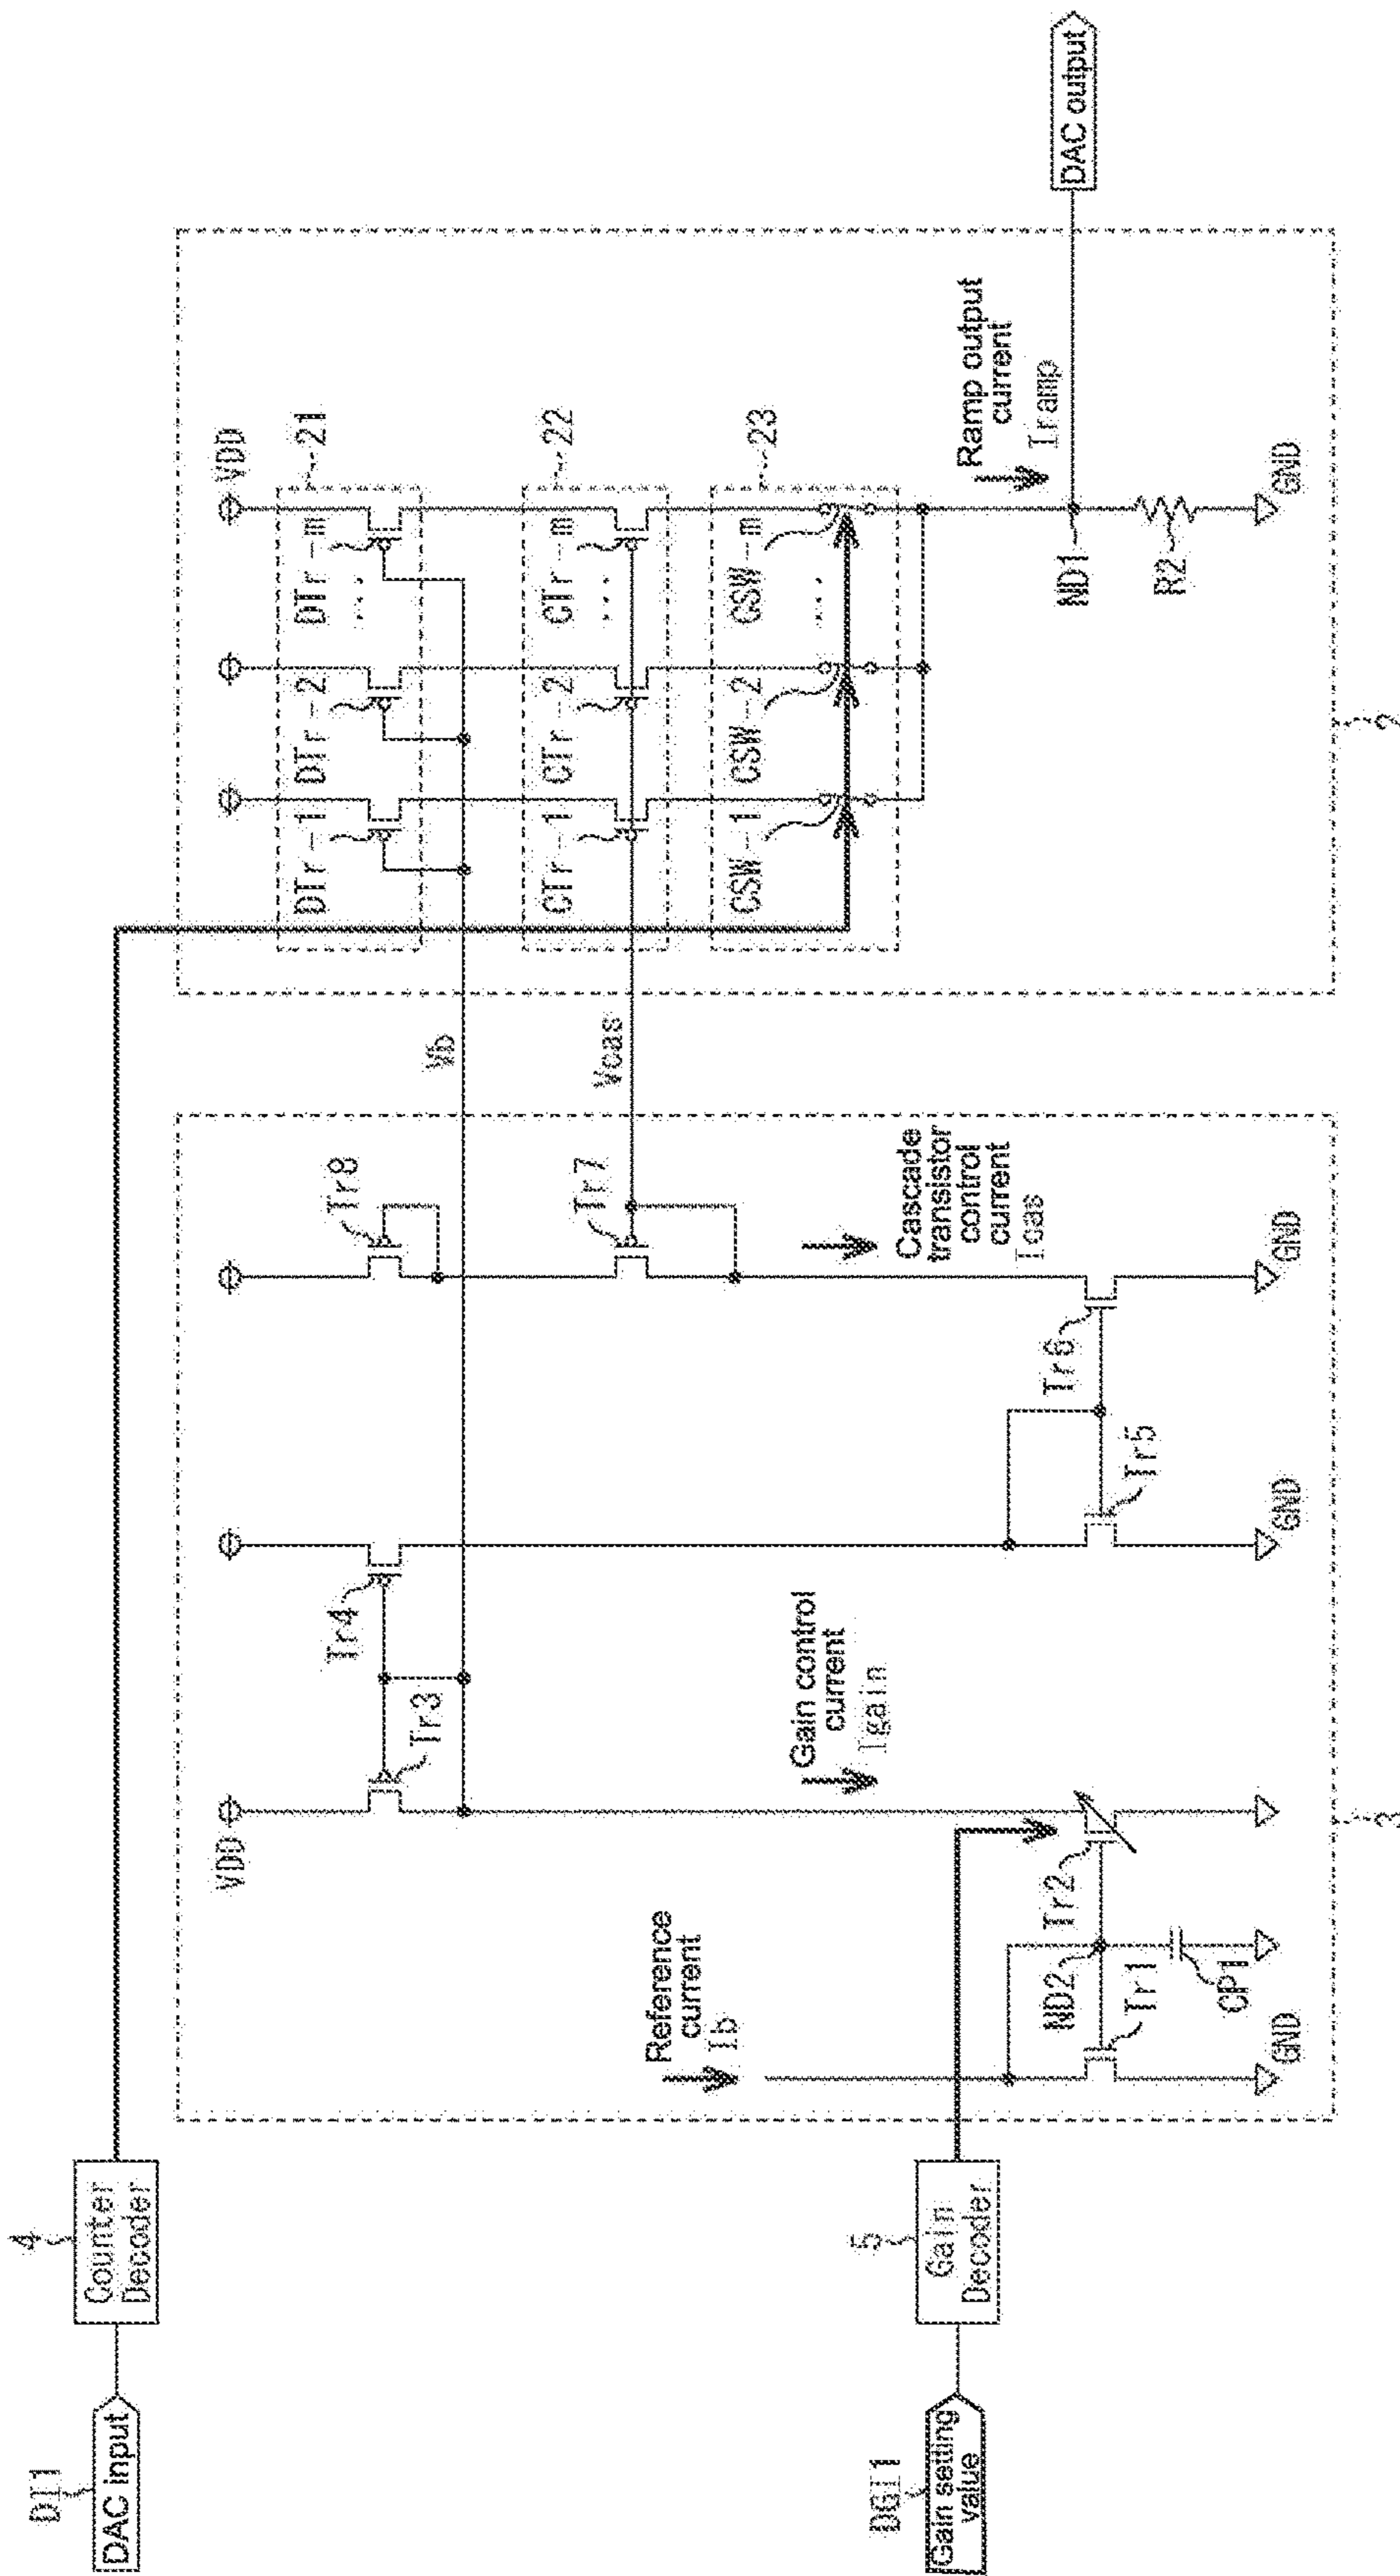 DI1
DAC input
4
Counter
Decoder
DGI1
Gain setting
value
5
Gain
Decoder
VDD
Tr3
Tr4
Tr8
Tr7
Vb
Vcas
Reference
current
Ib
Gain control
current
Igain
Cascade
transistor
control
current
Icas
ND2
Tr1
Tr2
CP1
Tr5
Tr6
GND
GND
GND
3
VDD
21
DTr-1
DTr-2
DTr-m
...
22
CTr-1
CTr-2
CTr-m
...
23
CSW-1
CSW-2
CSW-m
...
Ramp output
current
Iramp
ND1
R2
GND
DAC output
2